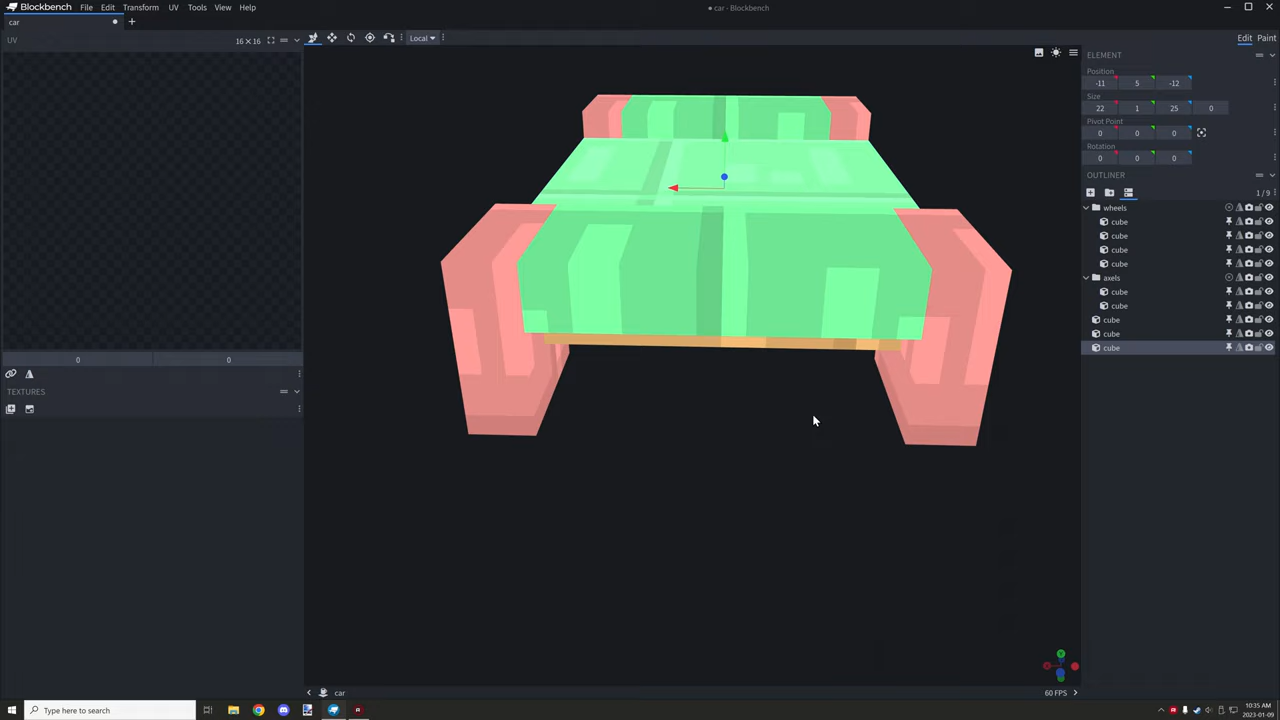 Blockbench File Edit Transform UV Tools View Help
car - Blockbench
car
UV
16×16
Local
Edit Paint
ELEMENT
Position
-11 5 -12
Size
22 1 25 0
Pivot Point
0 0 0
Rotation
0 0 0
OUTLINER
1 / 9
wheels
cube
cube
cube
cube
axels
cube
cube
cube
cube
cube
0 0
TEXTURES
car
60 FPS
Type here to search
10:35 AM
2023-01-09